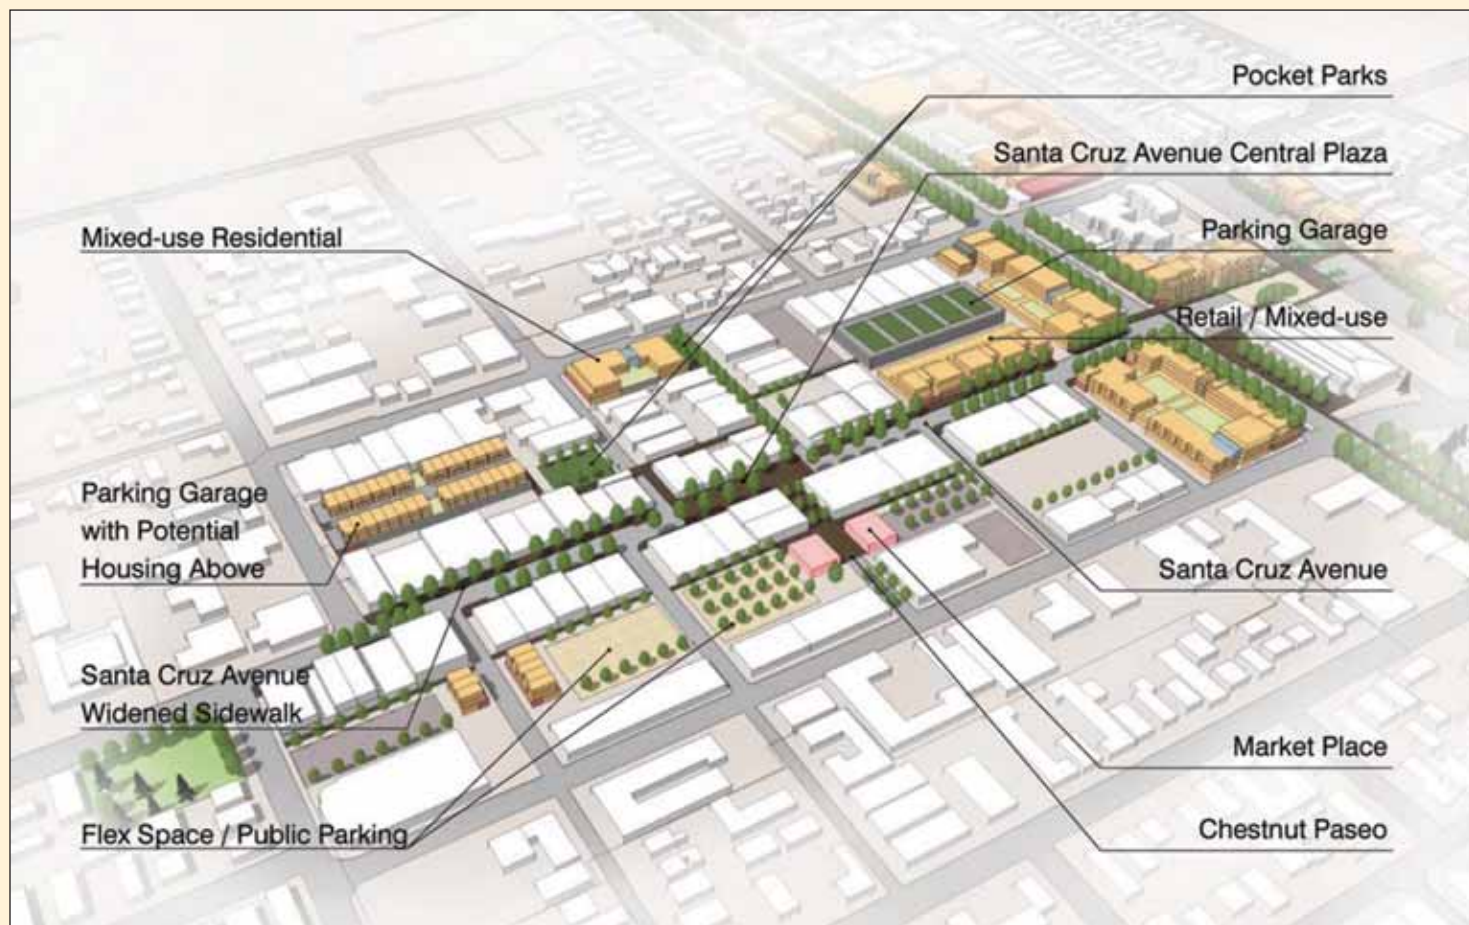 Pocket Parks
Santa Cruz Avenue Central Plaza
Mixed-use Residential
Parking Garage
Retail / Mixed-use
Parking Garage
with Potential
Housing Above
Santa Cruz Avenue
Santa Cruz Avenue
Widened Sidewalk
Market Place
Flex Space / Public Parking
Chestnut Paseo